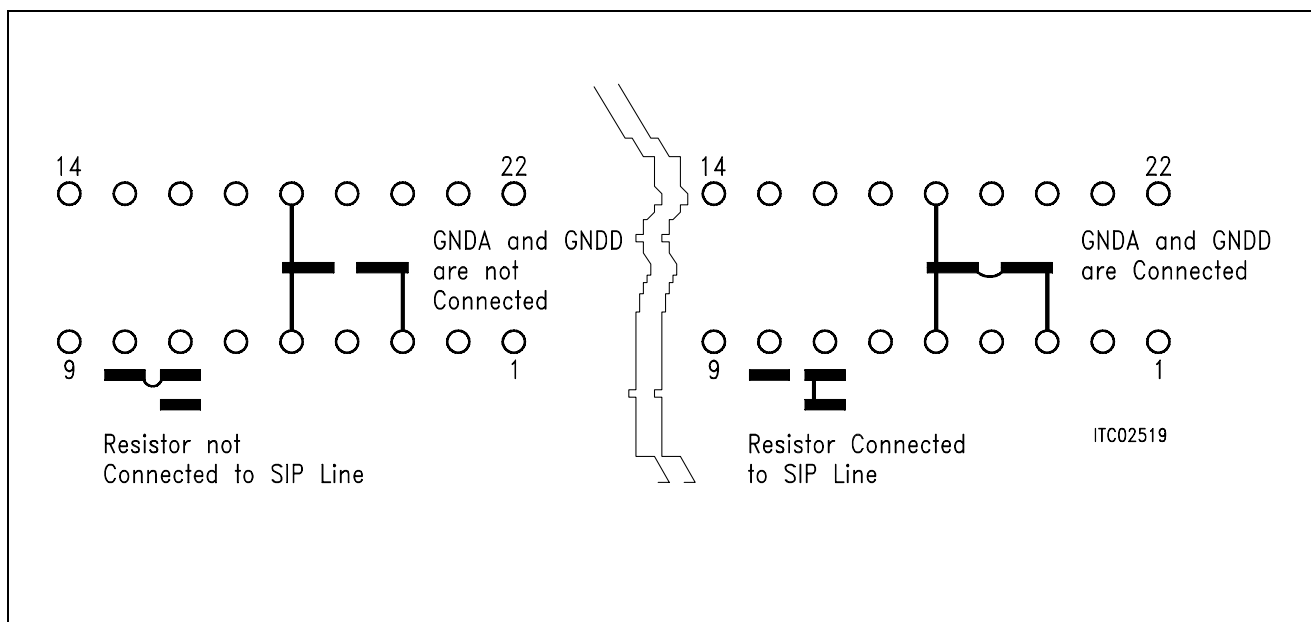 14
22
GNDA and GNDD
are not
Connected
9
1
Resistor not
Connected to SIP Line
14
22
GNDA and GNDD
are Connected
9
1
Resistor Connected
to SIP Line
ITC02519